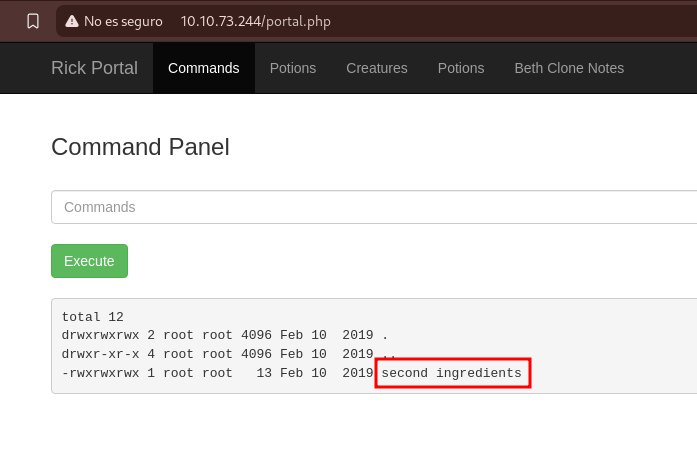 No es seguro 10.10.73.244/portal.php
Rick Portal Commands Potions Creatures Potions Beth Clone Notes
Command Panel
Commands
Execute
total 12
drwxrwxrwx 2 root root 4096 Feb 10  2019 .
drwxr-xr-x 4 root root 4096 Feb 10  2019 ..
-rwxrwxrwx 1 root root   13 Feb 10  2019 second ingredients